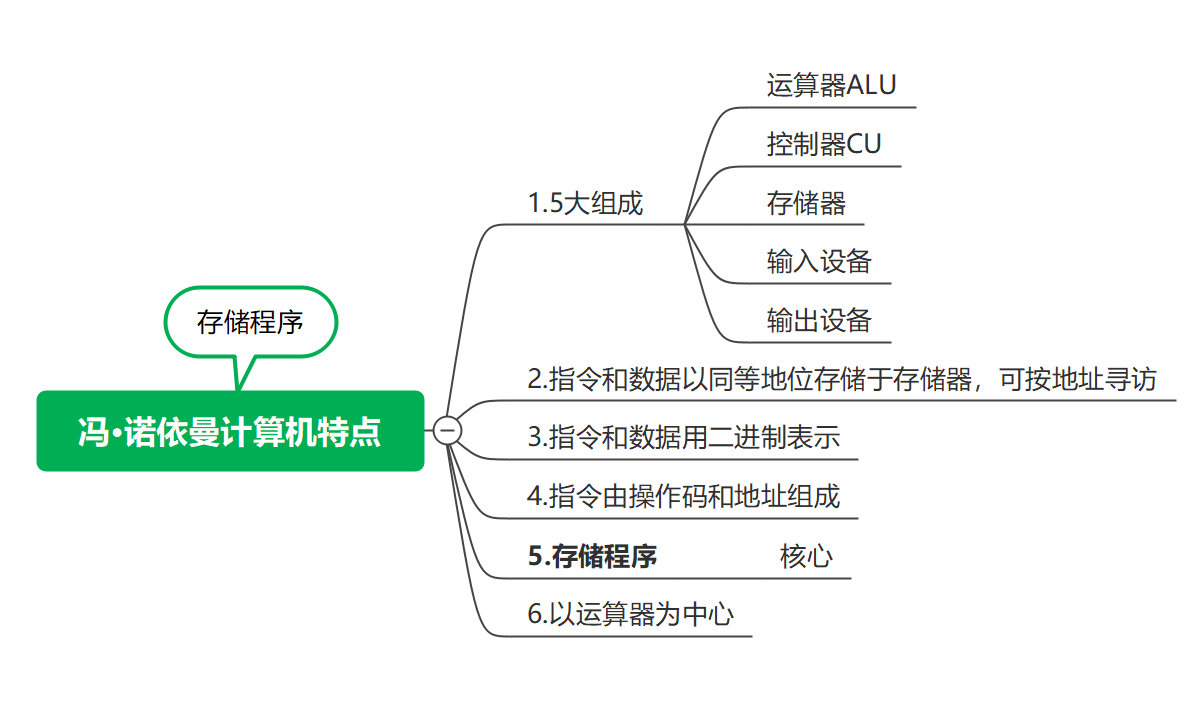 运算器ALU
控制器CU
1.5大组成
存储器
输入设备
存储程序
输出设备
2.指令和数据以同等地位存储于存储器，可按地址寻访
冯·诺依曼计算机特点
3.指令和数据用二进制表示
4.指令由操作码和地址组成
5.存储程序 核心
6.以运算器为中心